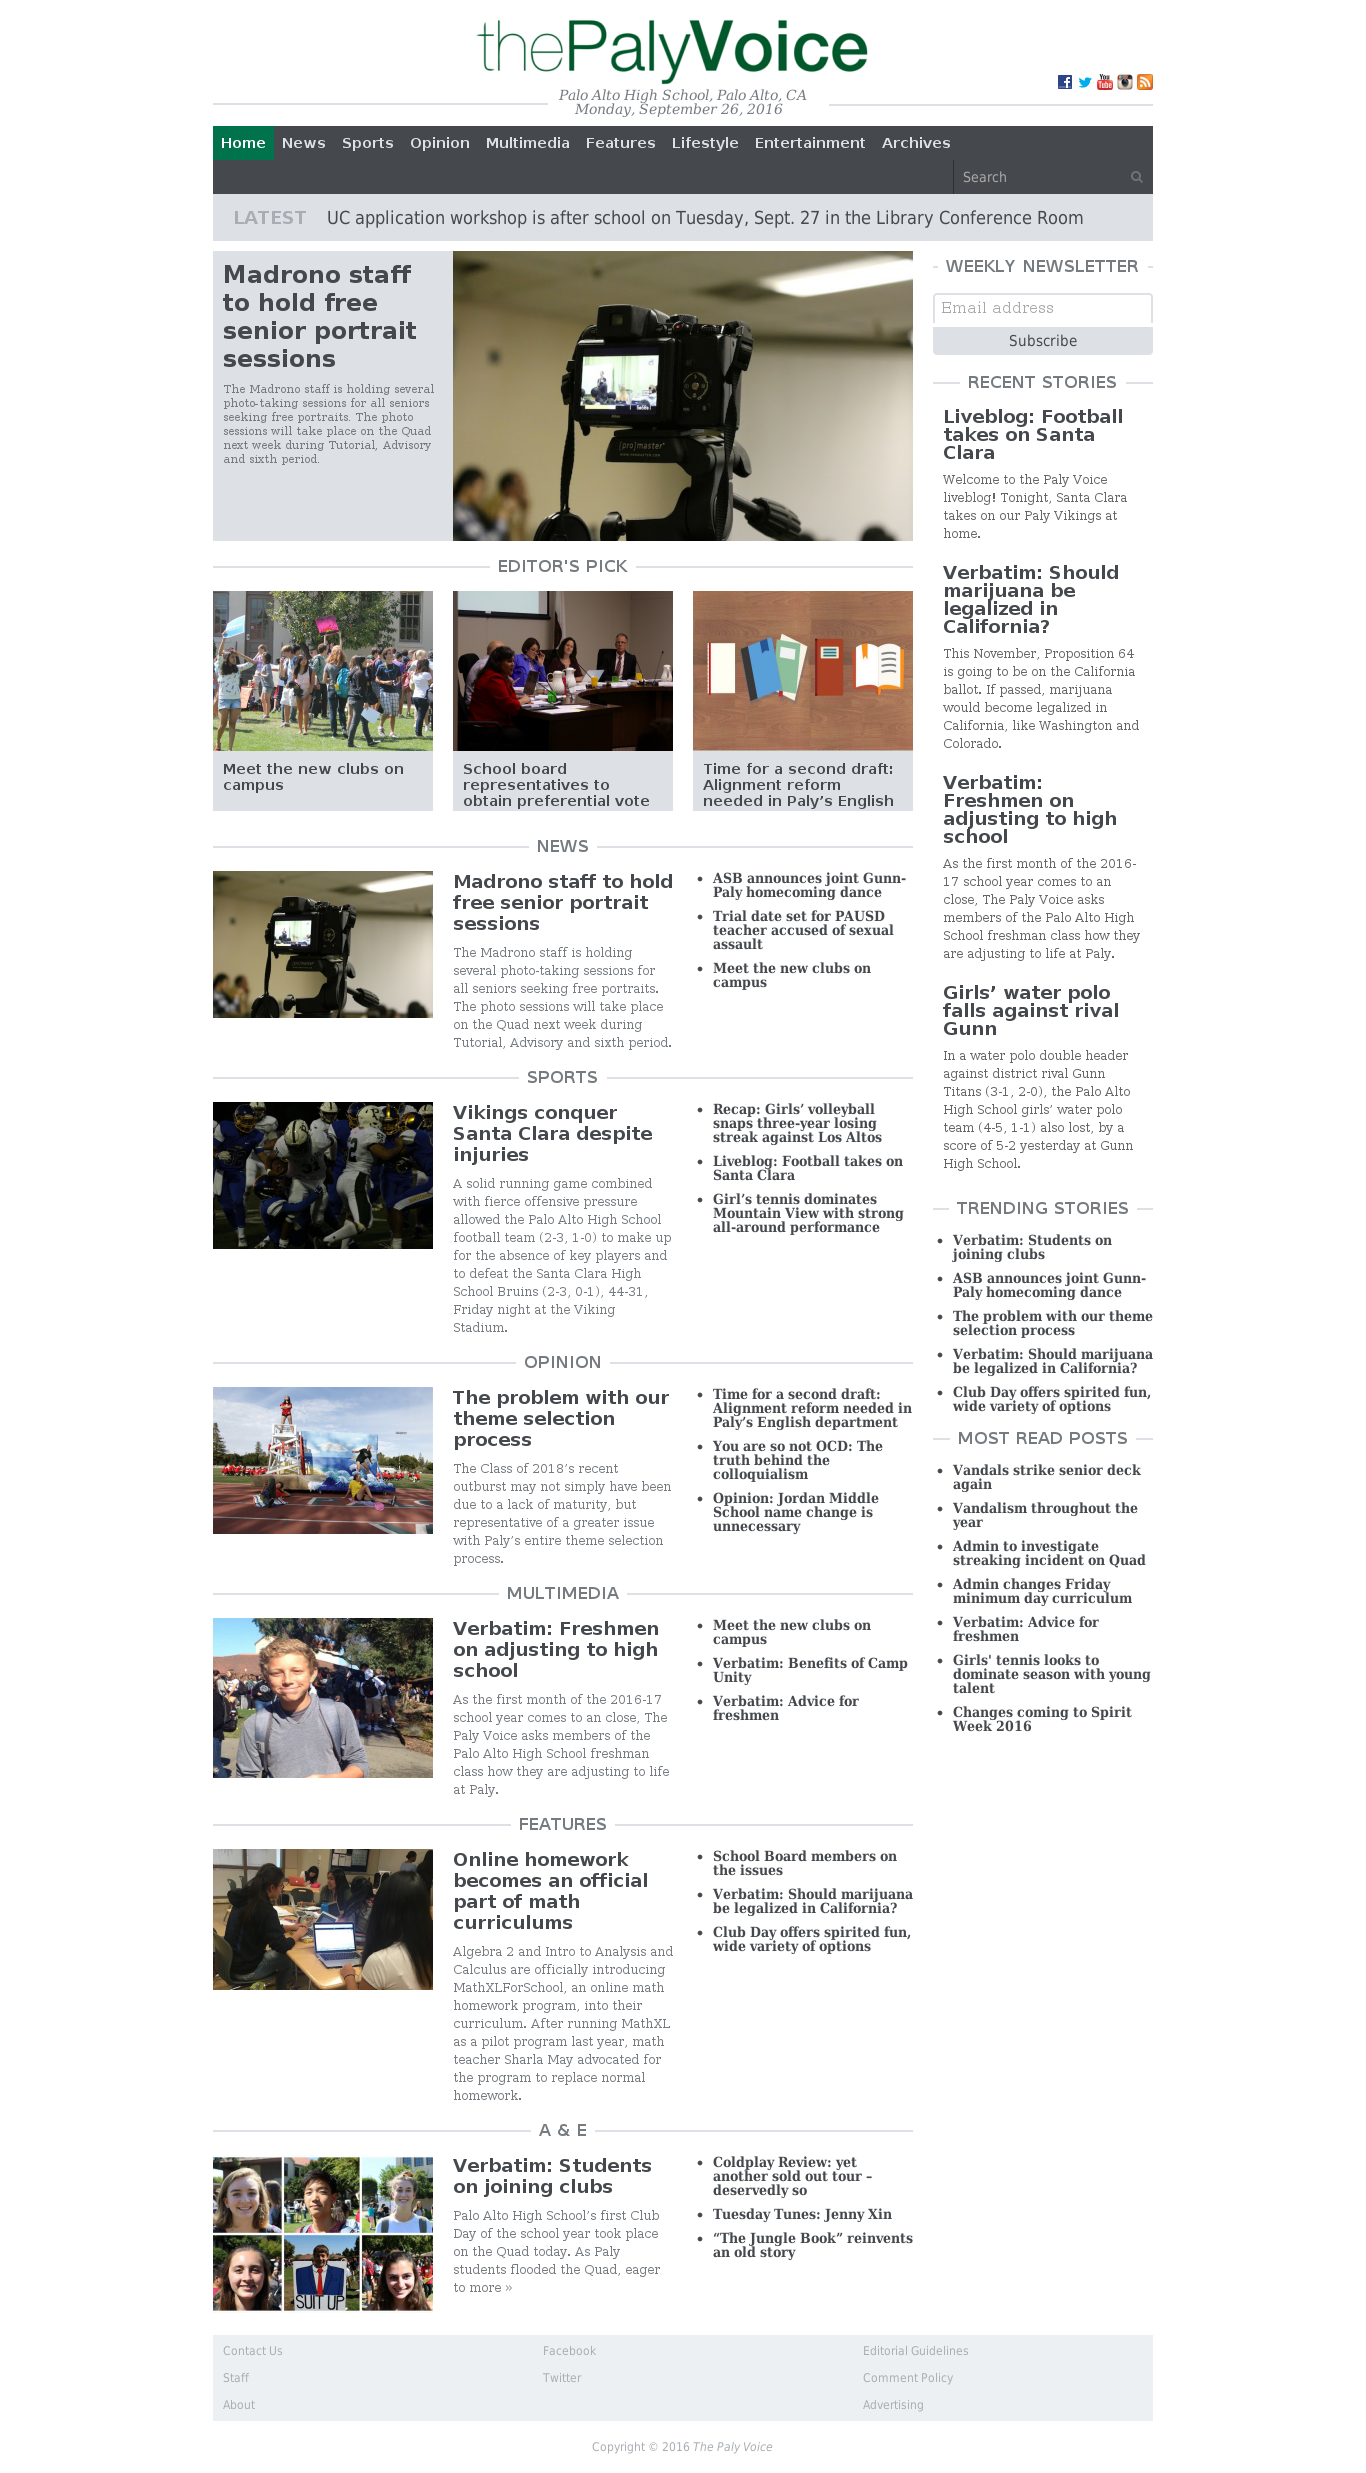 thePalyVoice
Palo Alto High School, Palo Alto, CA
Monday, September 26, 2016
Home News Sports Opinion Multimedia Features Lifestyle Entertainment Archives
Search
LATEST UC application workshop is after school on Tuesday, Sept. 27 in the Library Conference Room
Madrono staff
to hold free
senior portrait
sessions
The Madrono staff is holding several
photo-taking sessions for all seniors
seeking free portraits. The photo
sessions will take place on the Quad
next week during Tutorial, Advisory
and sixth period.
[pro]master
EDITOR'S PICK
Meet the new clubs on
campus
School board
representatives to
obtain preferential vote
Time for a second draft:
Alignment reform
needed in Paly’s English
NEWS
Madrono staff to hold
free senior portrait
sessions
The Madrono staff is holding
several photo-taking sessions for
all seniors seeking free portraits.
The photo sessions will take place
on the Quad next week during
Tutorial, Advisory and sixth period.
• ASB announces joint Gunn-
Paly homecoming dance
• Trial date set for PAUSD
teacher accused of sexual
assault
• Meet the new clubs on
campus
SPORTS
Vikings conquer
Santa Clara despite
injuries
A solid running game combined
with fierce offensive pressure
allowed the Palo Alto High School
football team (2-3, 1-0) to make up
for the absence of key players and
to defeat the Santa Clara High
School Bruins (2-3, 0-1), 44-31,
Friday night at the Viking
Stadium.
• Recap: Girls’ volleyball
snaps three-year losing
streak against Los Altos
• Liveblog: Football takes on
Santa Clara
• Girl’s tennis dominates
Mountain View with strong
all-around performance
OPINION
The problem with our
theme selection
process
The Class of 2018’s recent
outburst may not simply have been
due to a lack of maturity, but
representative of a greater issue
with Paly’s entire theme selection
process.
• Time for a second draft:
Alignment reform needed in
Paly’s English department
• You are so not OCD: The
truth behind the
colloquialism
• Opinion: Jordan Middle
School name change is
unnecessary
MULTIMEDIA
Verbatim: Freshmen
on adjusting to high
school
As the first month of the 2016-17
school year comes to an close, The
Paly Voice asks members of the
Palo Alto High School freshman
class how they are adjusting to life
at Paly.
• Meet the new clubs on
campus
• Verbatim: Benefits of Camp
Unity
• Verbatim: Advice for
freshmen
FEATURES
Online homework
becomes an official
part of math
curriculums
Algebra 2 and Intro to Analysis and
Calculus are officially introducing
MathXLForSchool, an online math
homework program, into their
curriculum. After running MathXL
as a pilot program last year, math
teacher Sharla May advocated for
the program to replace normal
homework.
• School Board members on
the issues
• Verbatim: Should marijuana
be legalized in California?
• Club Day offers spirited fun,
wide variety of options
A & E
SUIT UP
Verbatim: Students
on joining clubs
Palo Alto High School’s first Club
Day of the school year took place
on the Quad today. As Paly
students flooded the Quad, eager
to more »
• Coldplay Review: yet
another sold out tour –
deservedly so
• Tuesday Tunes: Jenny Xin
• “The Jungle Book” reinvents
an old story
WEEKLY NEWSLETTER
Email address
Subscribe
RECENT STORIES
Liveblog: Football
takes on Santa
Clara
Welcome to the Paly Voice
liveblog! Tonight, Santa Clara
takes on our Paly Vikings at
home.
Verbatim: Should
marijuana be
legalized in
California?
This November, Proposition 64
is going to be on the California
ballot. If passed, marijuana
would become legalized in
California, like Washington and
Colorado.
Verbatim:
Freshmen on
adjusting to high
school
As the first month of the 2016-
17 school year comes to an
close, The Paly Voice asks
members of the Palo Alto High
School freshman class how they
are adjusting to life at Paly.
Girls’ water polo
falls against rival
Gunn
In a water polo double header
against district rival Gunn
Titans (3-1, 2-0), the Palo Alto
High School girls’ water polo
team (4-5, 1-1) also lost, by a
score of 5-2 yesterday at Gunn
High School.
TRENDING STORIES
• Verbatim: Students on
joining clubs
• ASB announces joint Gunn-
Paly homecoming dance
• The problem with our theme
selection process
• Verbatim: Should marijuana
be legalized in California?
• Club Day offers spirited fun,
wide variety of options
MOST READ POSTS
• Vandals strike senior deck
again
• Vandalism throughout the
year
• Admin to investigate
streaking incident on Quad
• Admin changes Friday
minimum day curriculum
• Verbatim: Advice for
freshmen
• Girls' tennis looks to
dominate season with young
talent
• Changes coming to Spirit
Week 2016
Contact Us Facebook Editorial Guidelines
Staff Twitter Comment Policy
About Advertising
Copyright © 2016 The Paly Voice